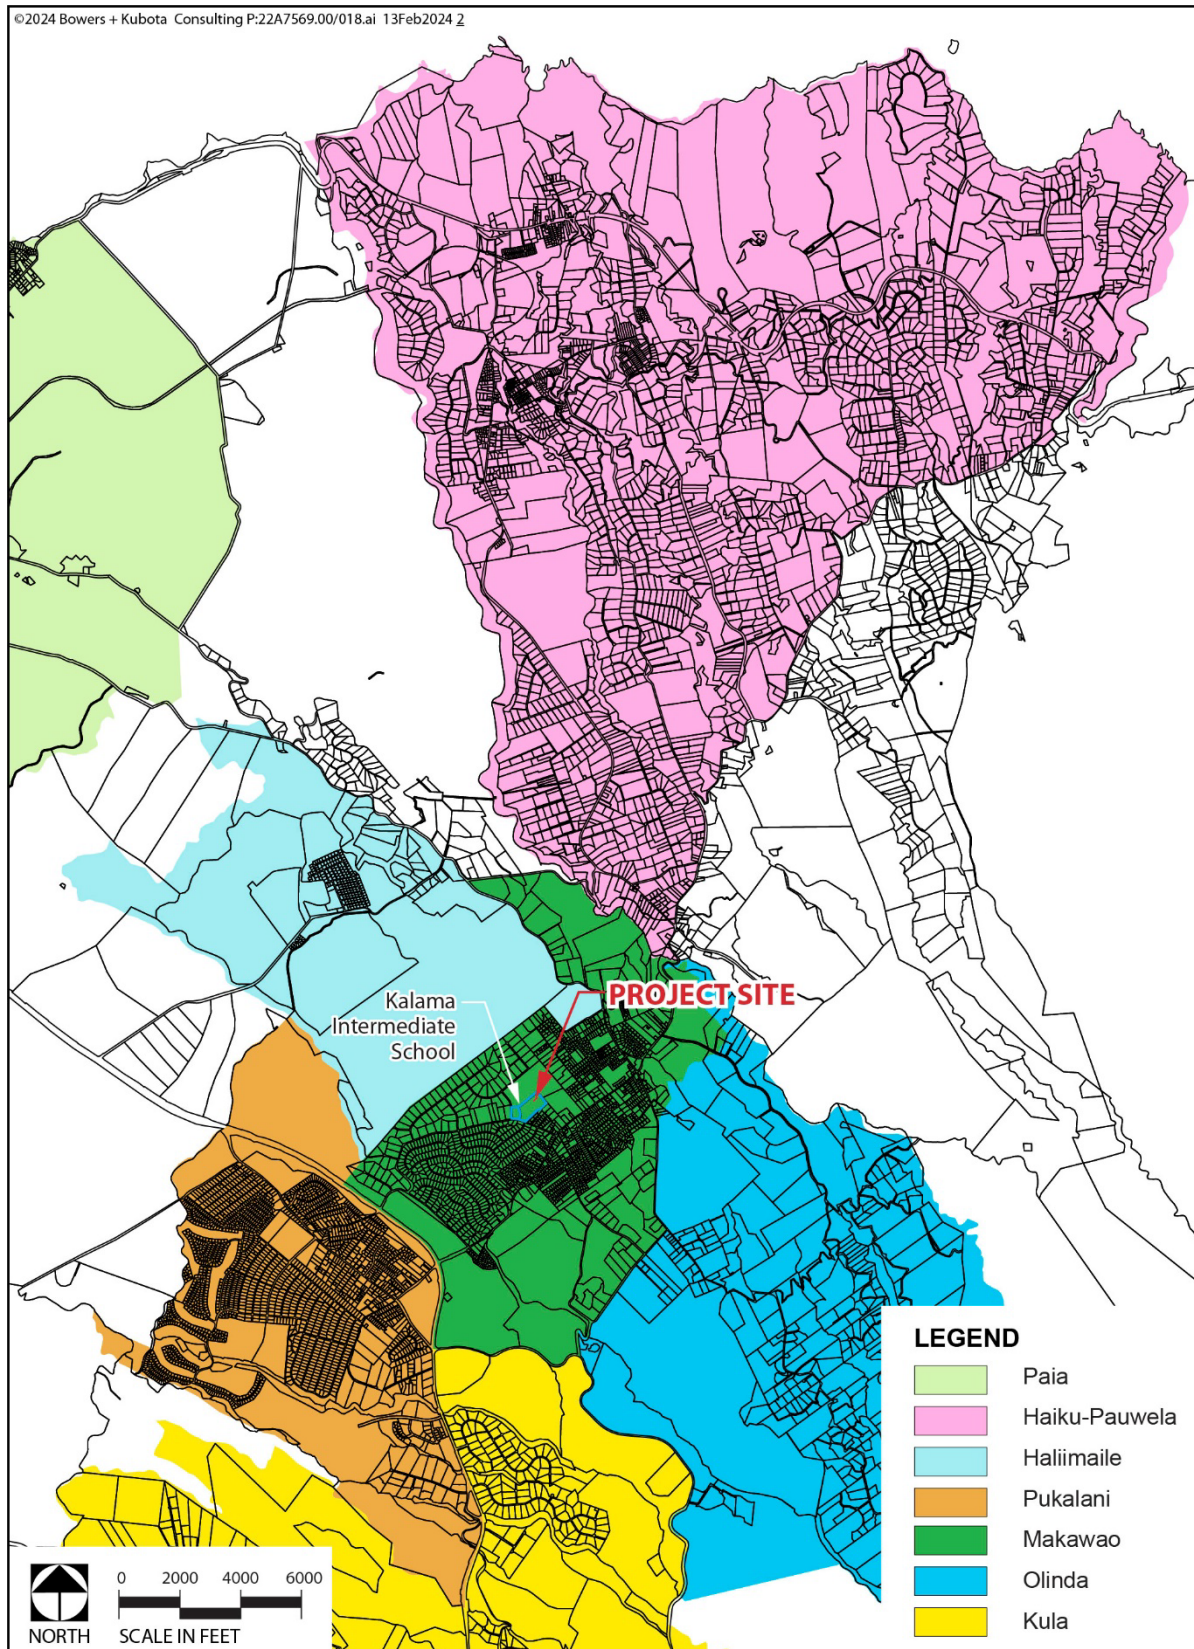 ©2024 Bowers + Kubota Consulting P:22A7569.00/018.ai 13Feb2024 2
Kalama
Intermediate
School
PROJECT SITE
LEGEND
Paia
Haiku-Pauwela
Haliimaile
Pukalani
Makawao
Olinda
Kula
0 2000 4000 6000
NORTH SCALE IN FEET